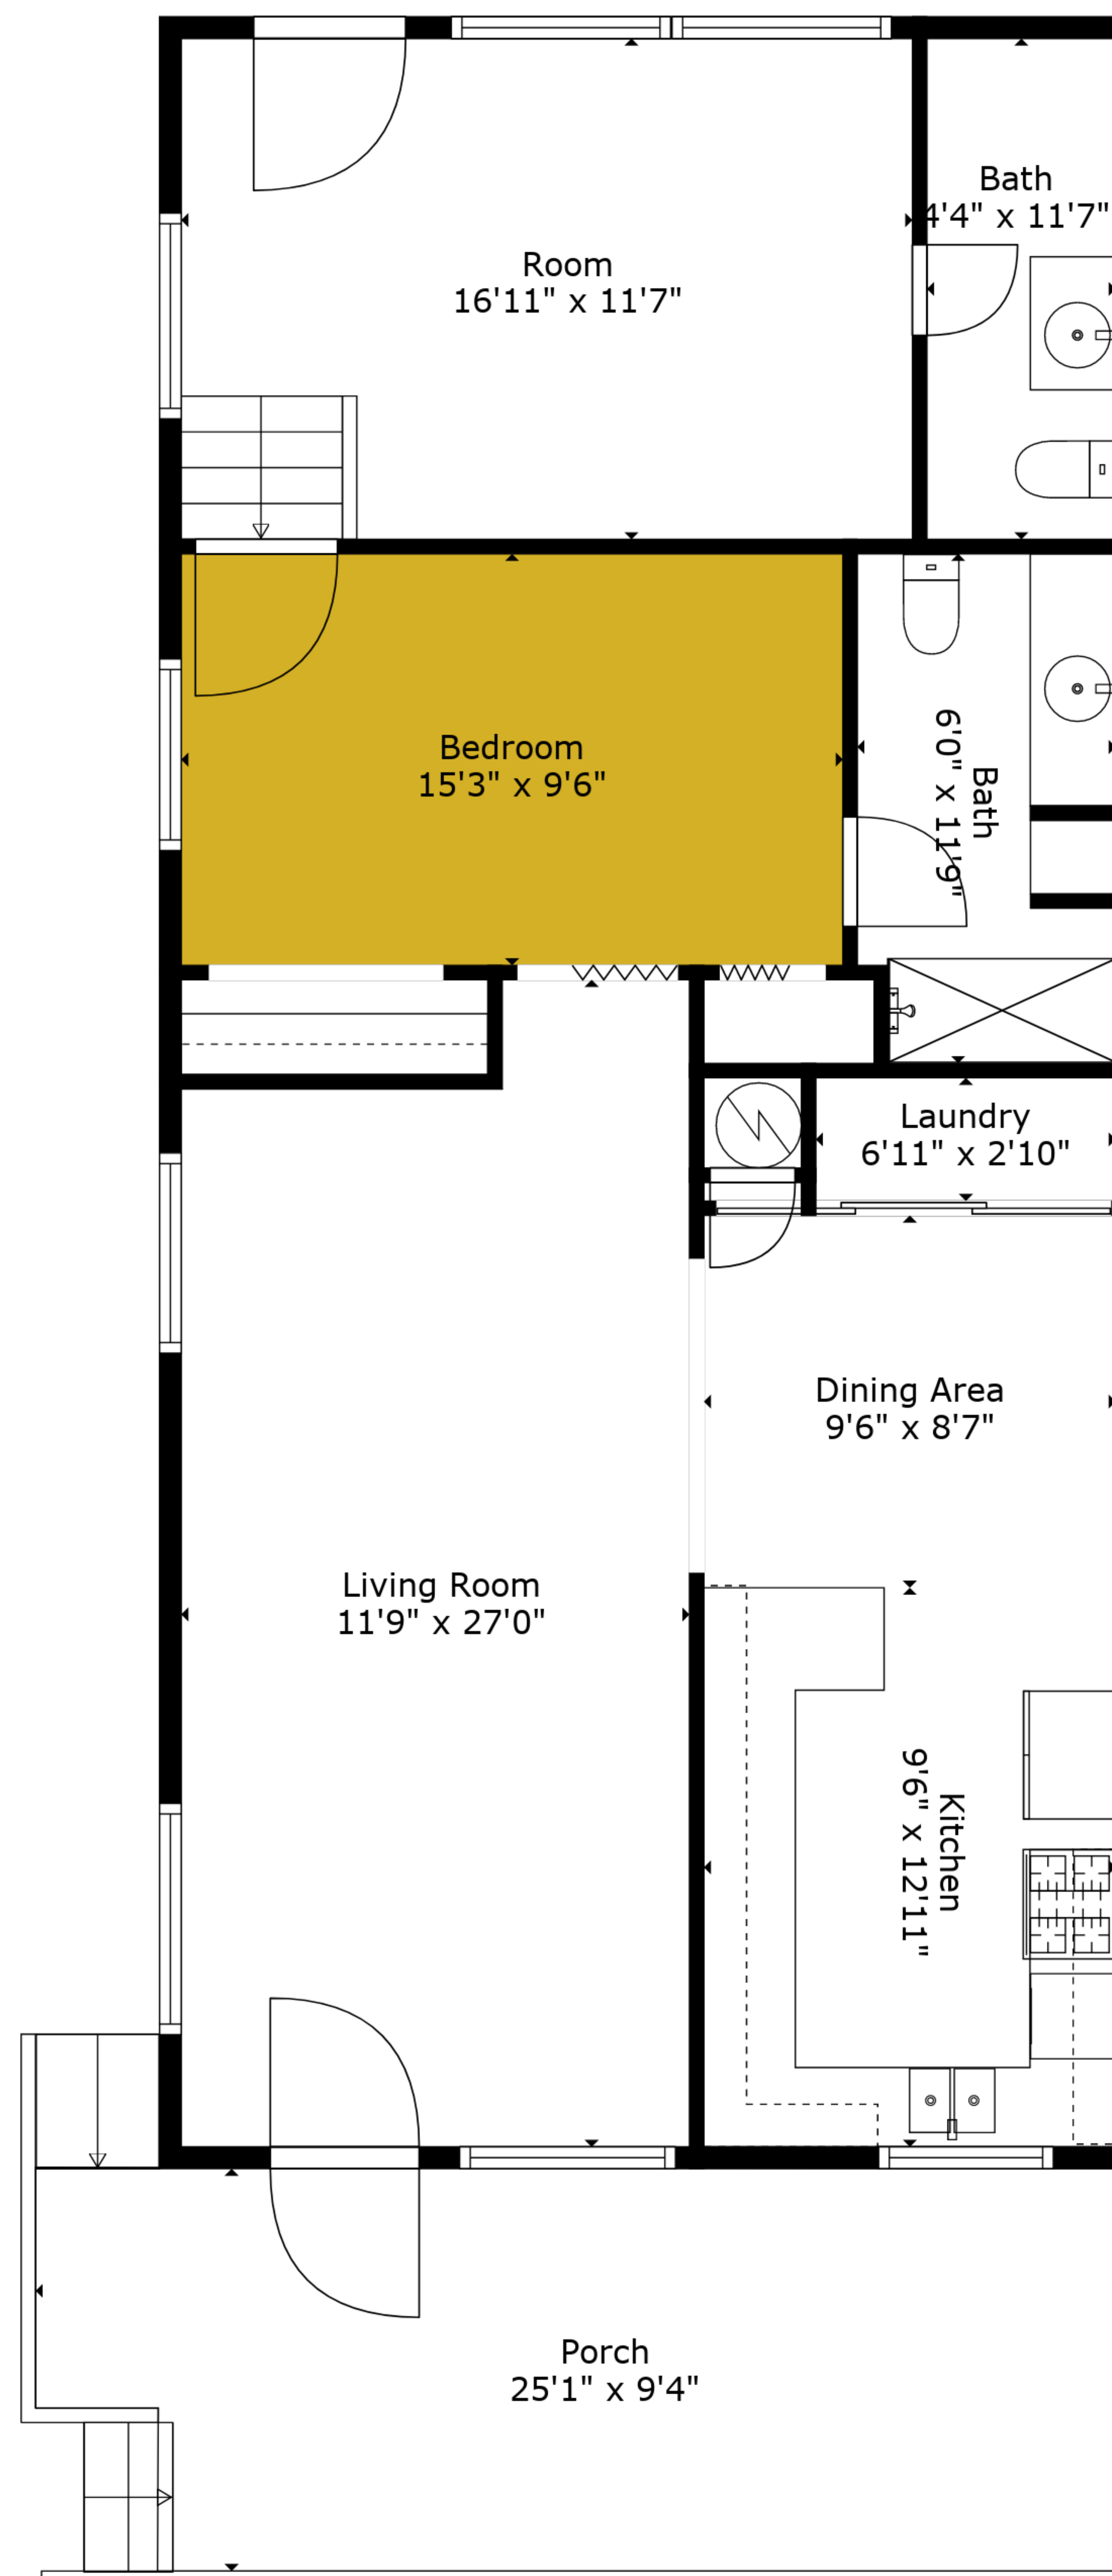 Bath
4'4" x 11'7"
Room
16'11" x 11'7"
Bedroom
15'3" x 9'6"
Bath
6'0" x 11'9"
Laundry
6'11" x 2'10"
Dining Area
9'6" x 8'7"
Living Room
11'9" x 27'0"
Kitchen
9'6" x 12'11"
Porch
25'1" x 9'4"